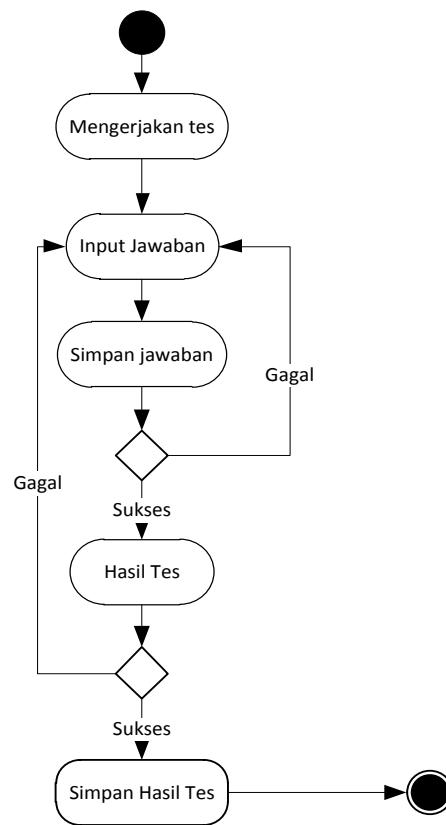 Mengerjakan tes
Input Jawaban
Simpan jawaban
Gagal
Gagal
Sukses
Hasil Tes
Sukses
Simpan Hasil Tes